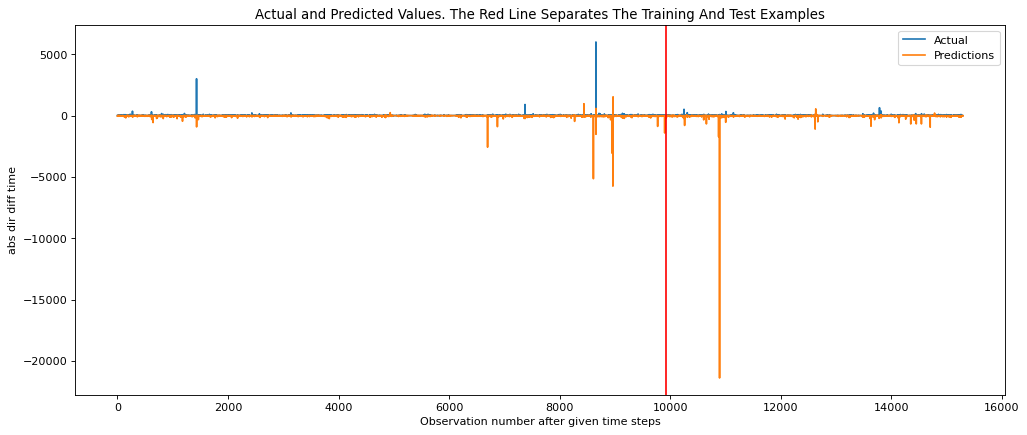 Actual and Predicted Values. The Red Line Separates The Training And Test Examples
Actual
Predictions
5000
0
−5000
−10000
−15000
−20000
abs dir diff time
0 2000 4000 6000 8000 10000 12000 14000 16000
Observation number after given time steps